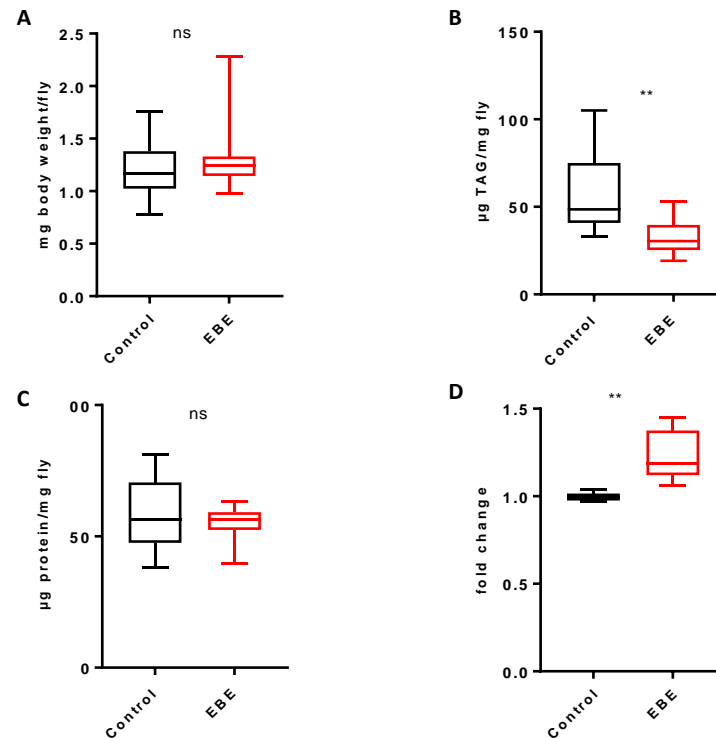 A
ns
mg body weight/fly
2.5
2.0
1.5
1.0
0.5
0.0
Control
EBE
B
**
µg TAG/mg fly
150
100
50
0
Control
EBE
C
ns
µg protein/mg fly
00
50
0
Control
EBE
D
**
fold change
1.5
1.0
0.5
0.0
Control
EBE